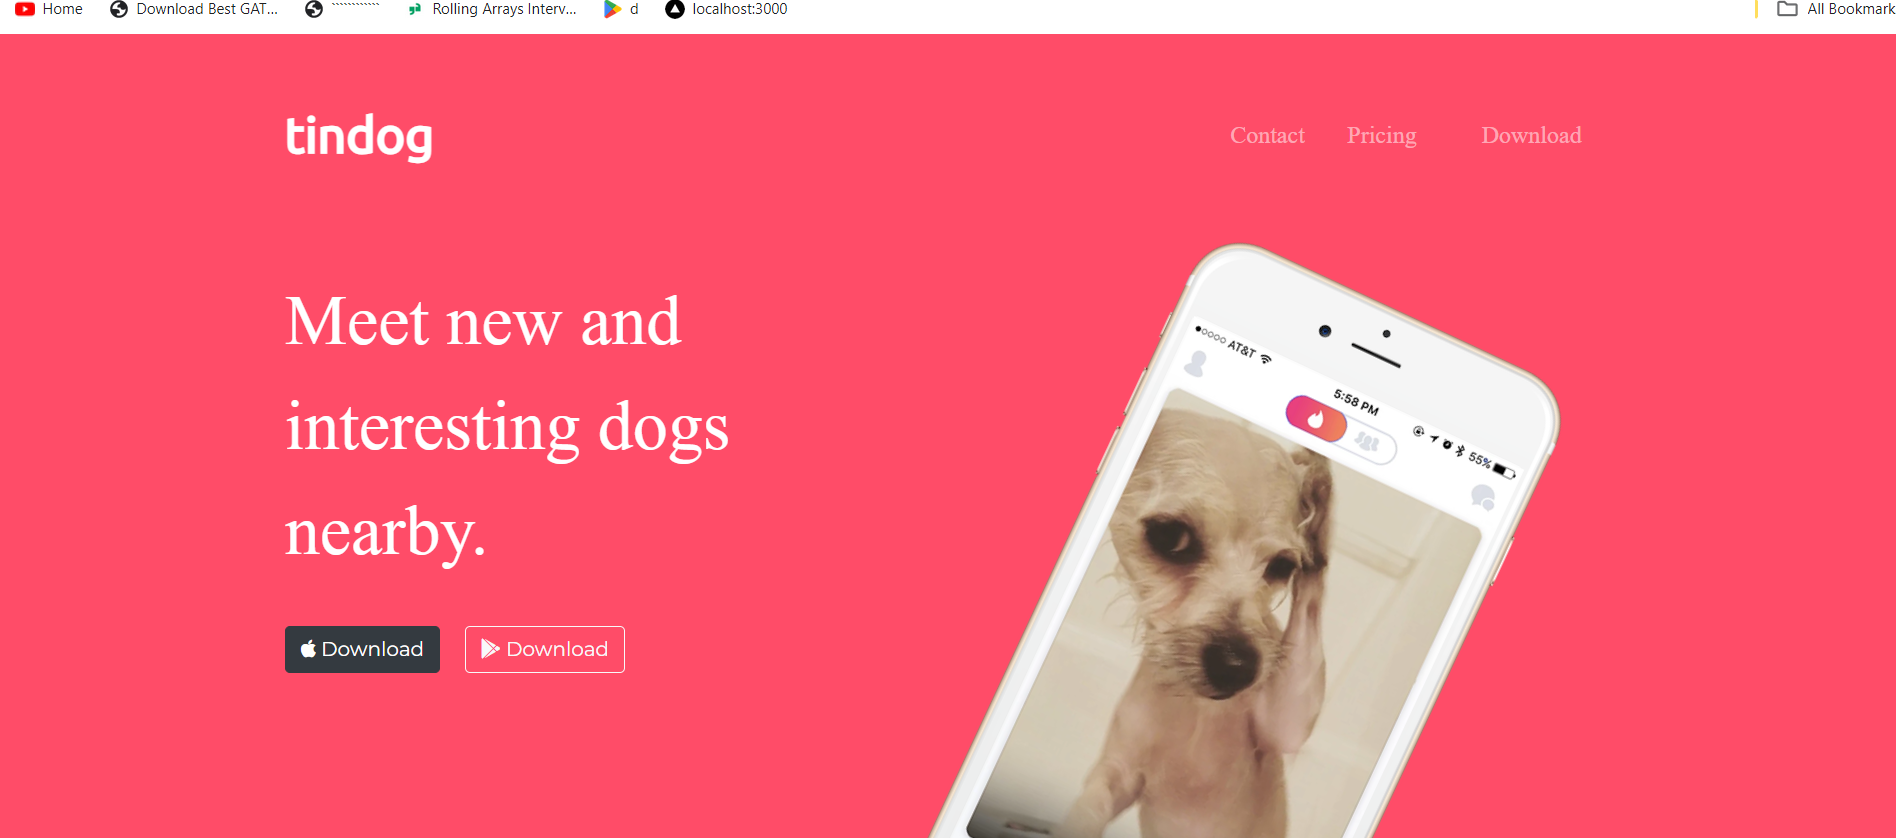 Home Download Best GAT... ``````````` Rolling Arrays Interv... d localhost:3000 All Bookmark
tindog Contact Pricing Download
Meet new and
interesting dogs
nearby.
Download Download
AT&T 5:58 PM 55%